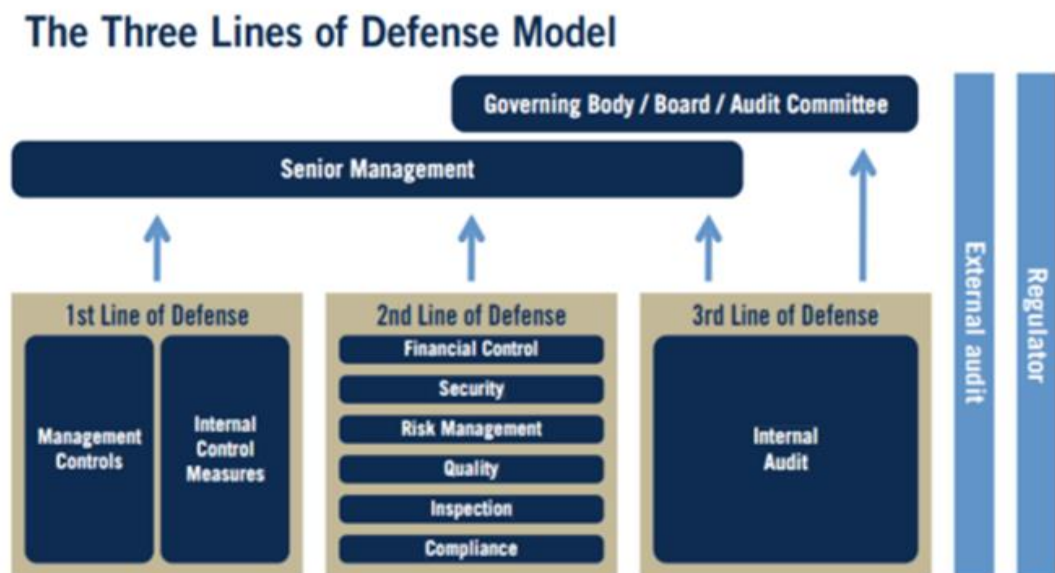 The Three Lines of Defense Model
Governing Body / Board / Audit Committee
Senior Management
1st Line of Defense
Management
Controls
Internal
Control
Measures
2nd Line of Defense
Financial Control
Security
Risk Management
Quality
Inspection
Compliance
3rd Line of Defense
Internal
Audit
External audit
Regulator